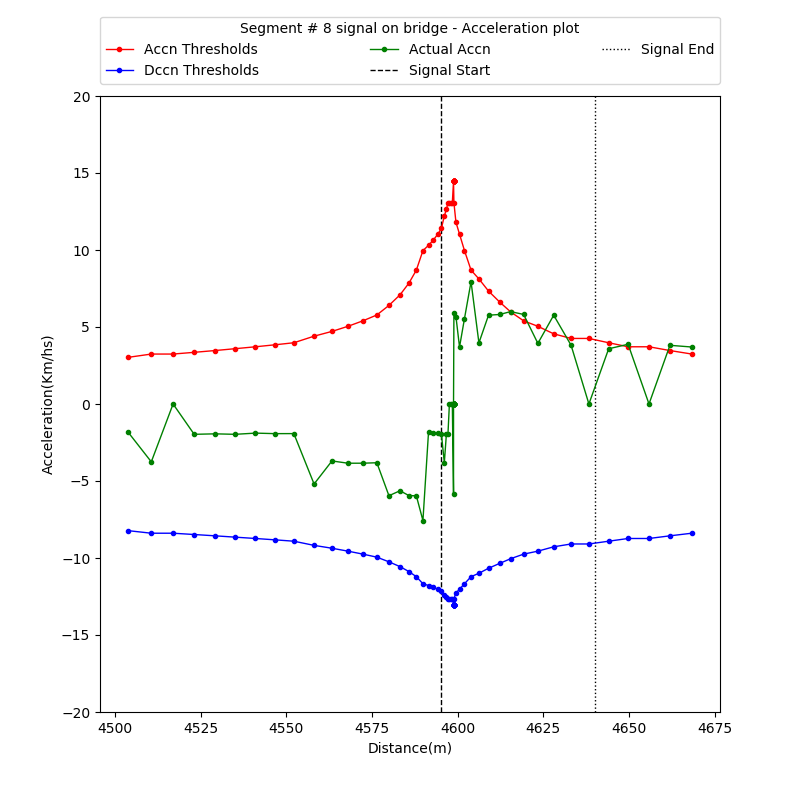 Segment # 8 signal on bridge - Acceleration plot
Accn Thresholds
Dccn Thresholds
Actual Accn
Signal Start
Signal End
20
15
10
5
0
−5
−10
−15
−20
Acceleration(Km/hs)
4500 4525 4550 4575 4600 4625 4650 4675
Distance(m)